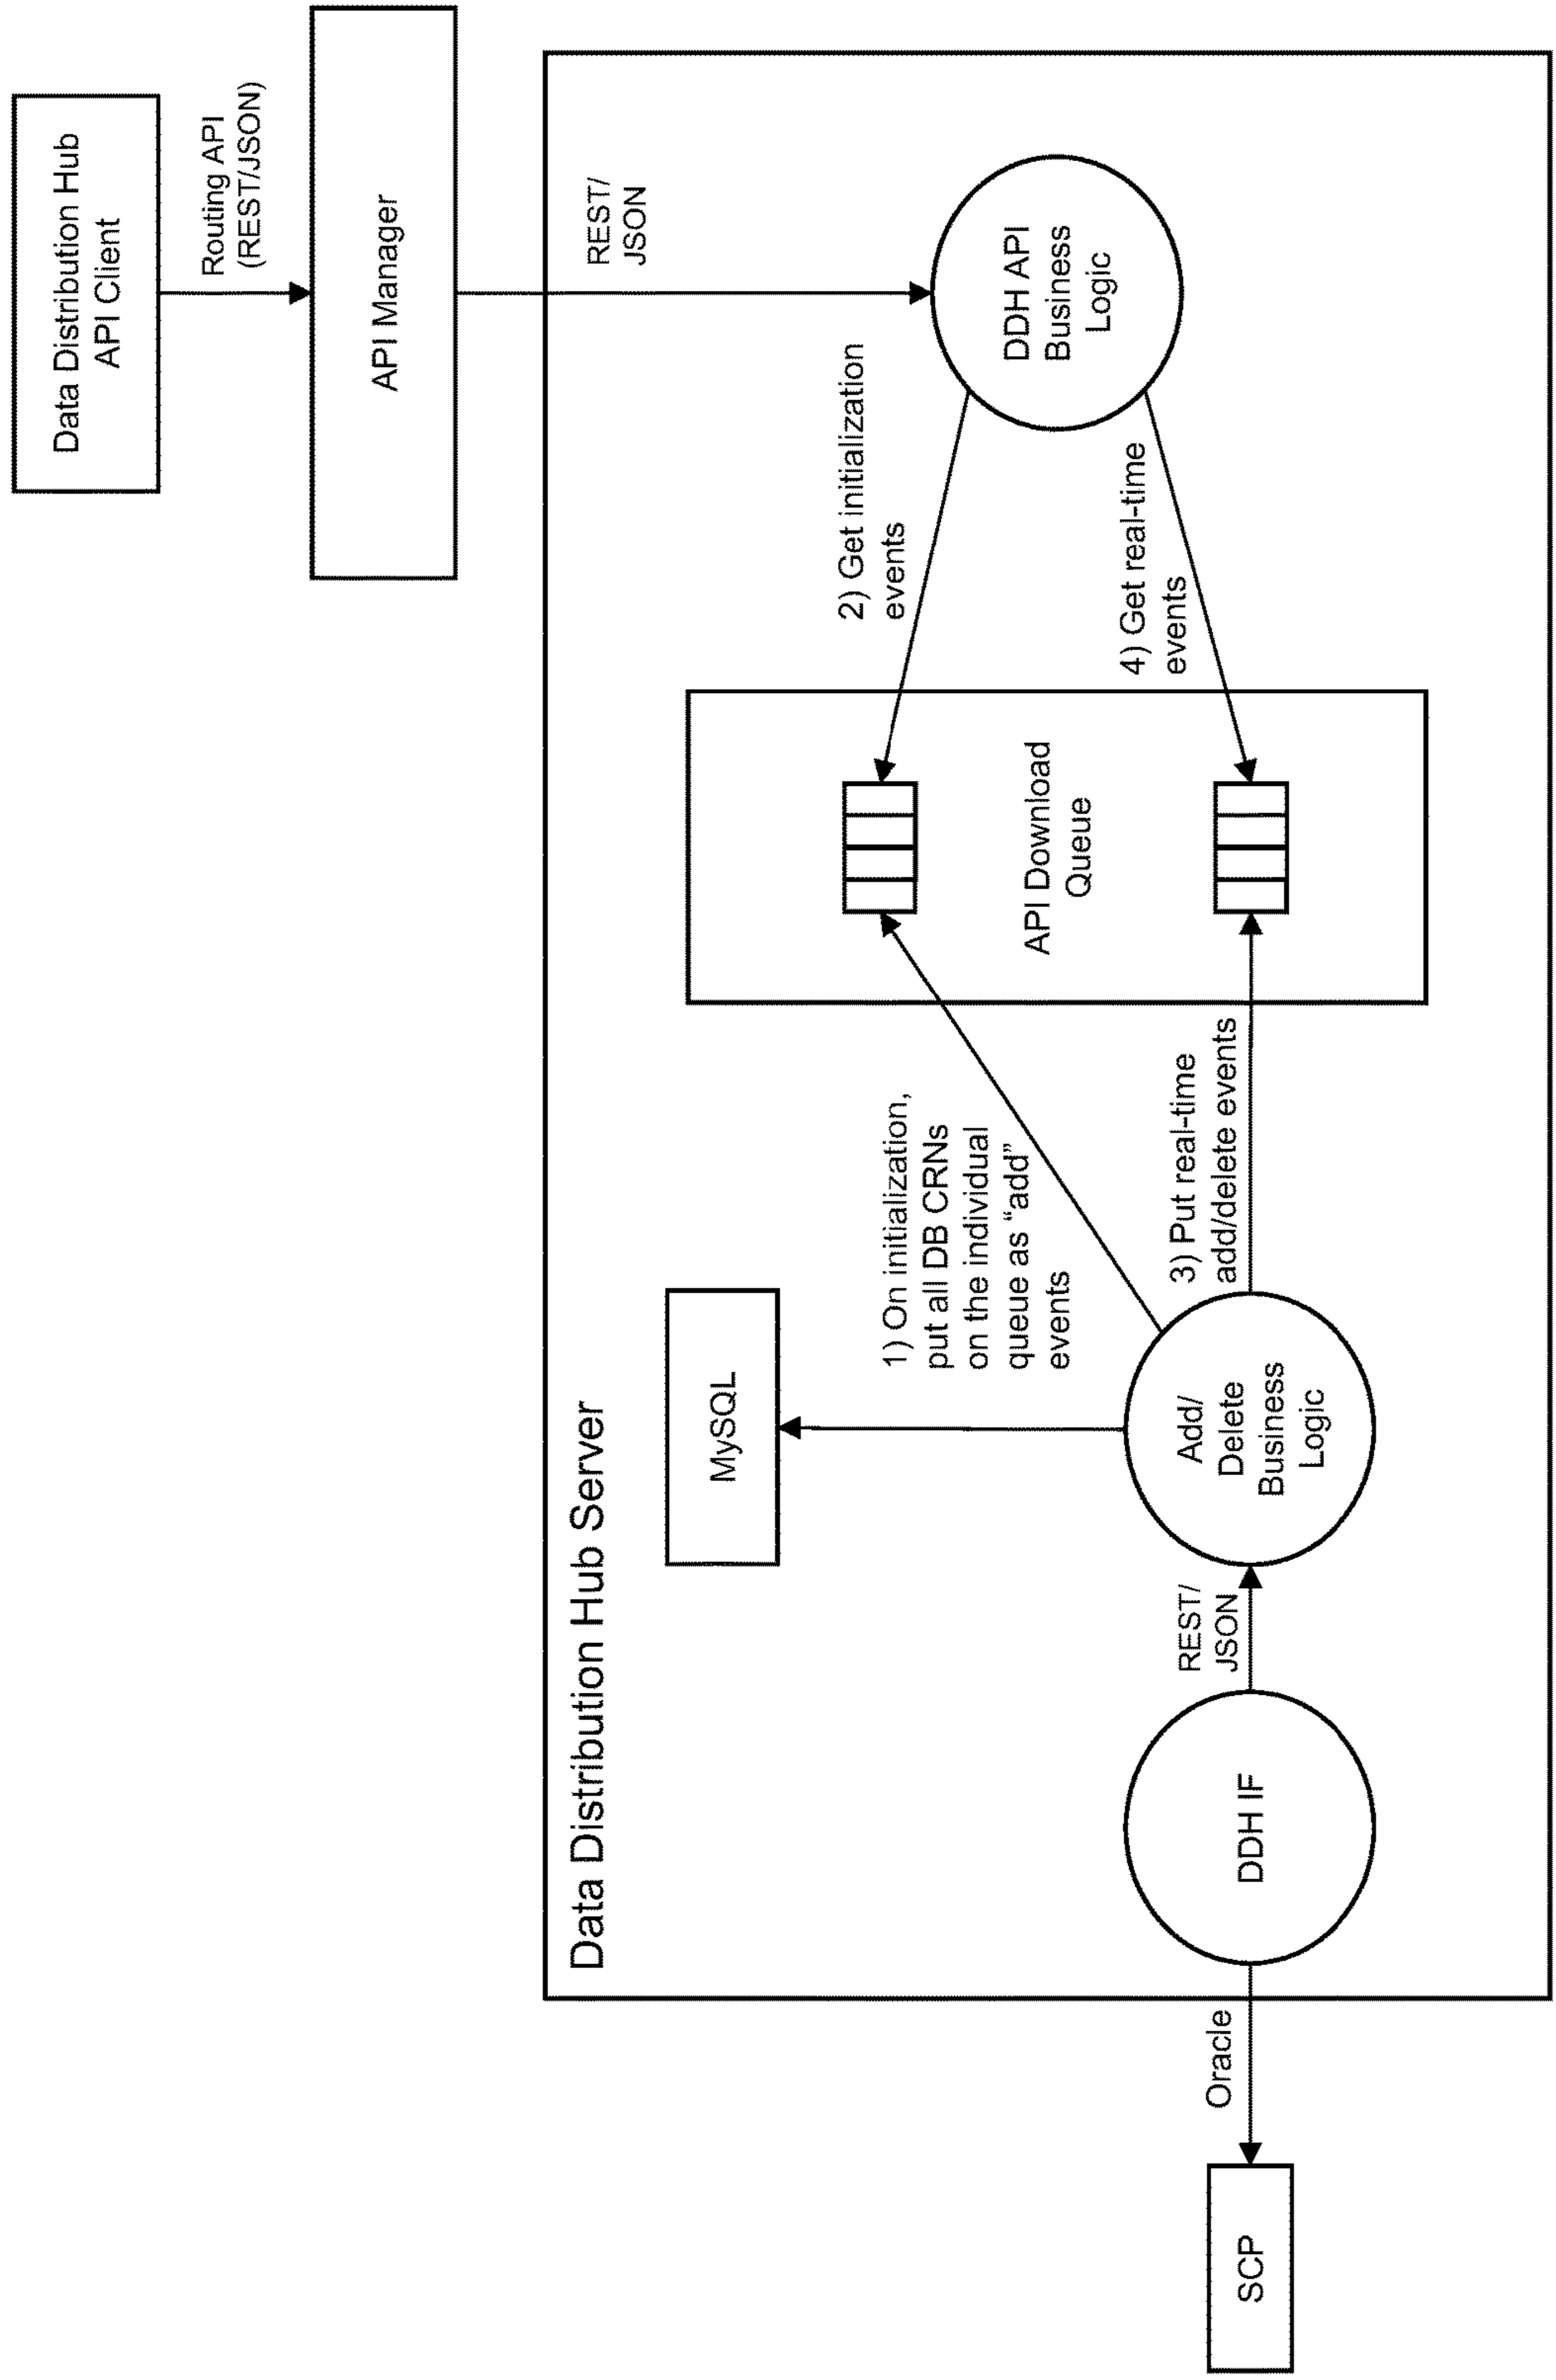 Data Distribution Hub
API Client
Routing API
(REST/JSON)
API Manager
Data Distribution Hub Server
REST/
JSON
MySQL
2) Get initialization
events
1) On initialization,
put all DB CRNs
on the individual
queue as “add”
events
API Download
Queue
DDH API
Business
Logic
4) Get real-time
events
3) Put real-time
add/delete events
SCP
Oracle
DDH IF
REST/
JSON
Add/
Delete
Business
Logic